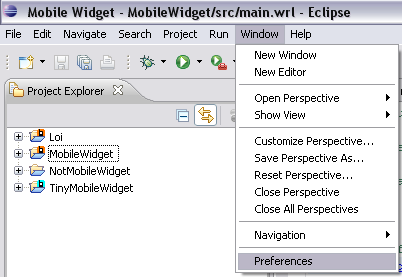 Mobile Widget - MobileWidget/src/main.wrl - Eclipse
File Edit Navigate Search Project Run Window Help
New Window
New Editor
Project Explorer
Open Perspective
Show View
Loi
Customize Perspective...
MobileWidget
Save Perspective As...
NotMobileWidget
Reset Perspective...
TinyMobileWidget
Close Perspective
Close All Perspectives
Navigation
Preferences